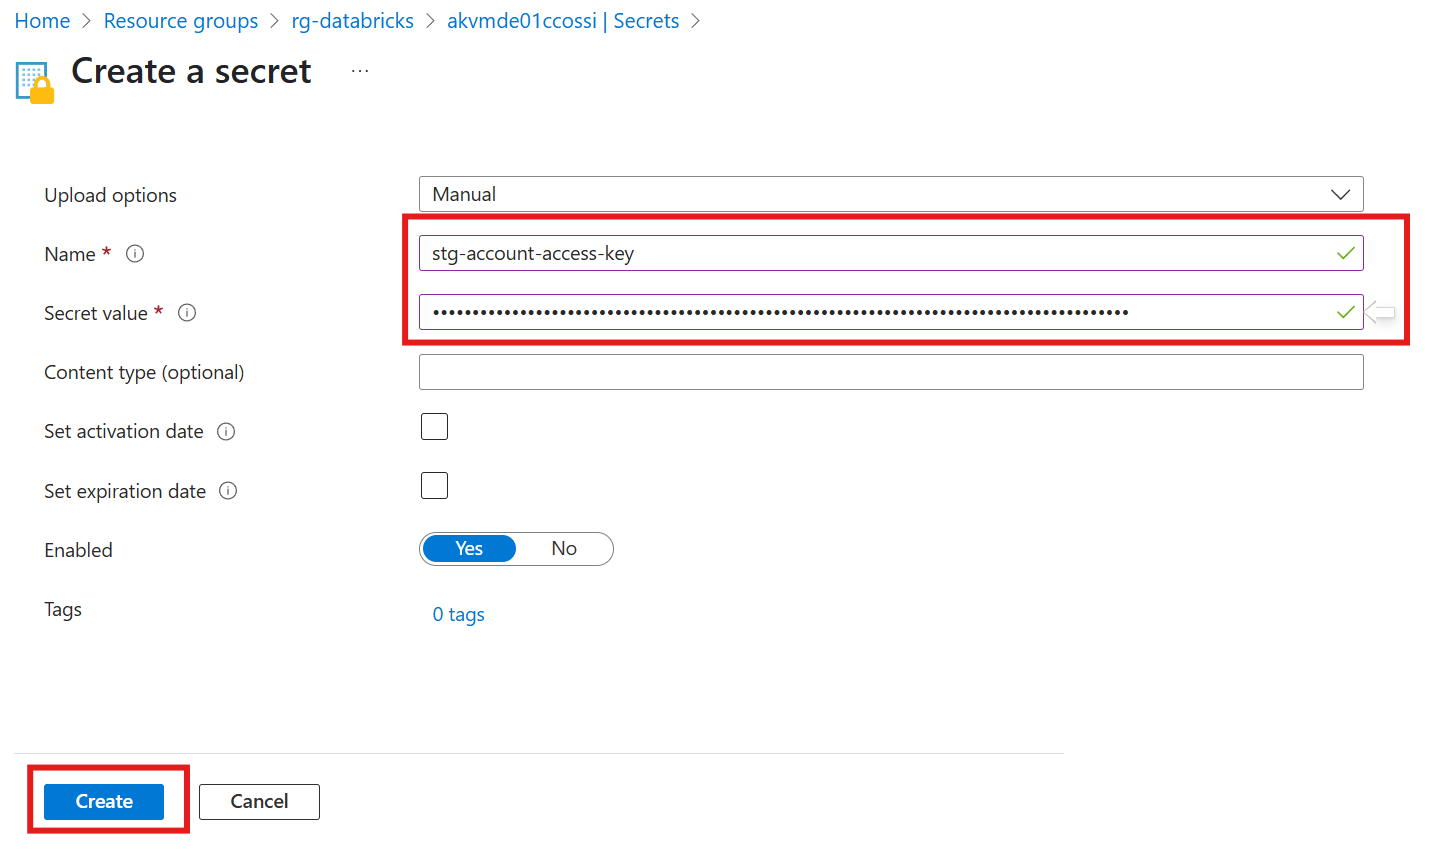 Home > Resource groups > rg-databricks > akvmde01ccossi | Secrets >
Create a secret ...
Upload options Manual
Name * stg-account-access-key
Secret value * ••••••••••••••••••••••••••••••••••••••••••••••••••••••••••••••••••••••••••••••••••••••••
Content type (optional)
Set activation date
Set expiration date
Enabled Yes No
Tags 0 tags
Create Cancel